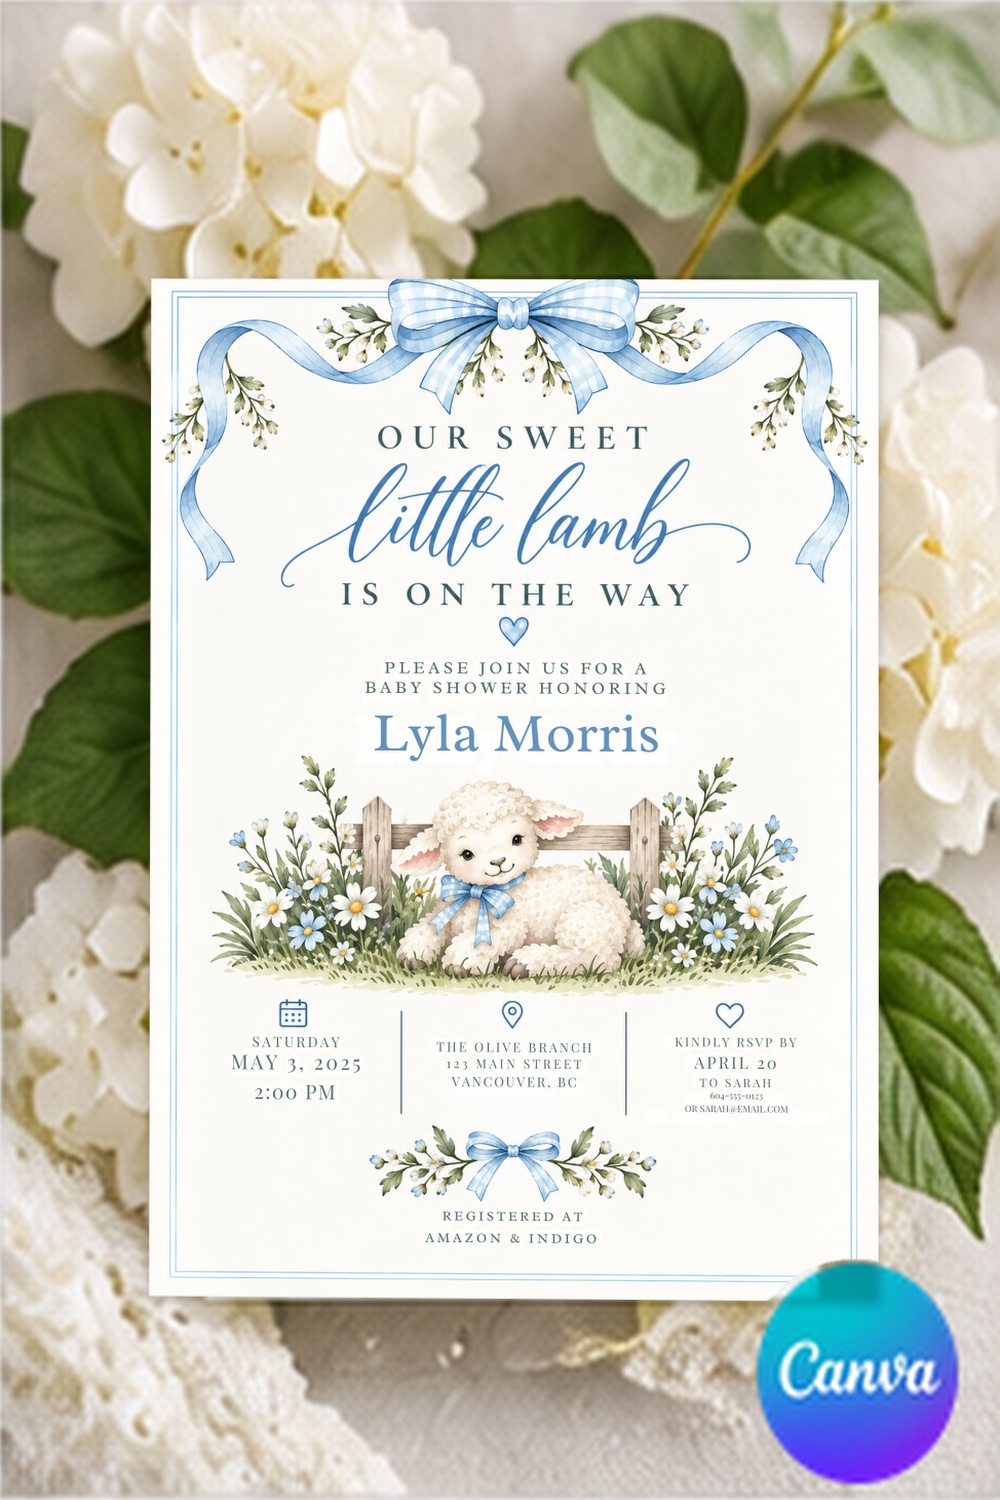 OUR SWEET
little lamb
IS ON THE WAY
PLEASE JOIN US FOR A
BABY SHOWER HONORING
Lyla Morris
SATURDAY
MAY 3, 2025
2:00 PM
THE OLIVE BRANCH
123 MAIN STREET
VANCOUVER, BC
KINDLY RSVP BY
APRIL 20
TO SARAH
604-555-0123
OR SARAH@EMAIL.COM
REGISTERED AT
AMAZON & INDIGO
Canva